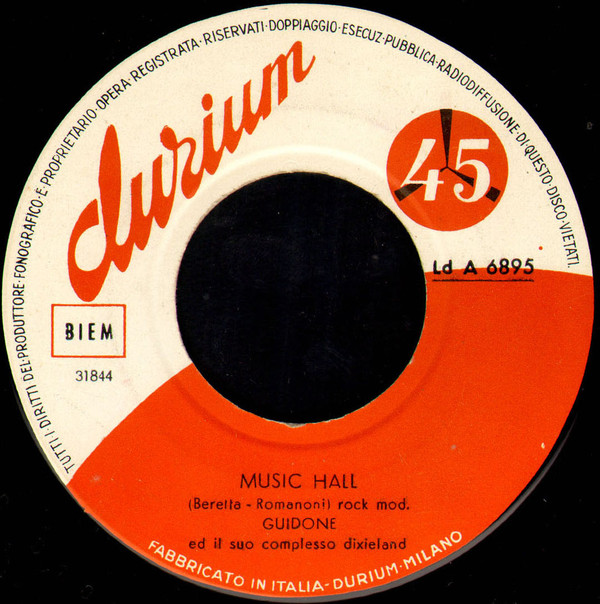 TUTTI·I·DIRITTI DEL·PRODUTTORE·FONOGRAFICO·E·PROPRIETARIO·OPERA·REGISTRATA·RISERVATI·DOPPIAGGIO·ESECUZ·PUBBLICA·RADIODIFFUSIONE·DI·QUESTO·DISCO·VIETATI.
durium
45
Ld A 6895
BIEM
31844
MUSIC HALL
(Beretta - Romanoni) rock mod.
GUIDONE
ed il suo complesso dixieland
FABBRICATO IN ITALIA-DURIUM-MILANO